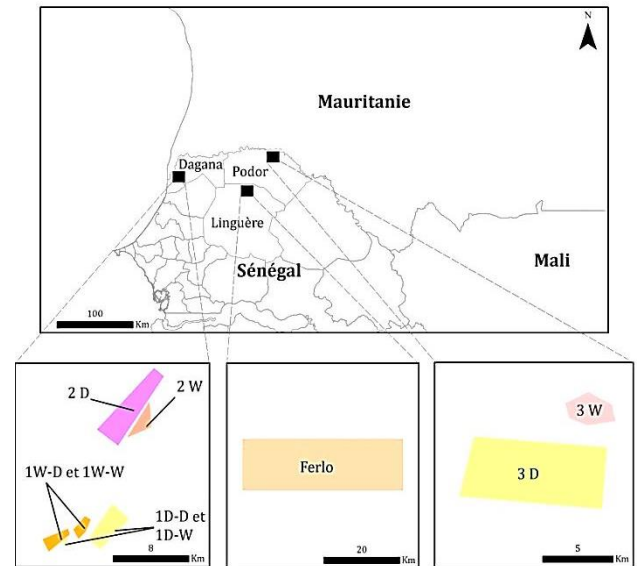 N
Mauritanie
Dagana
Podor
Linguère
Sénégal
Mali
100
Km
2 D
2 W
1W-D et 1W-W
1D-D et
1D-W
8
Km
Ferlo
20
Km
3 W
3 D
5
Km